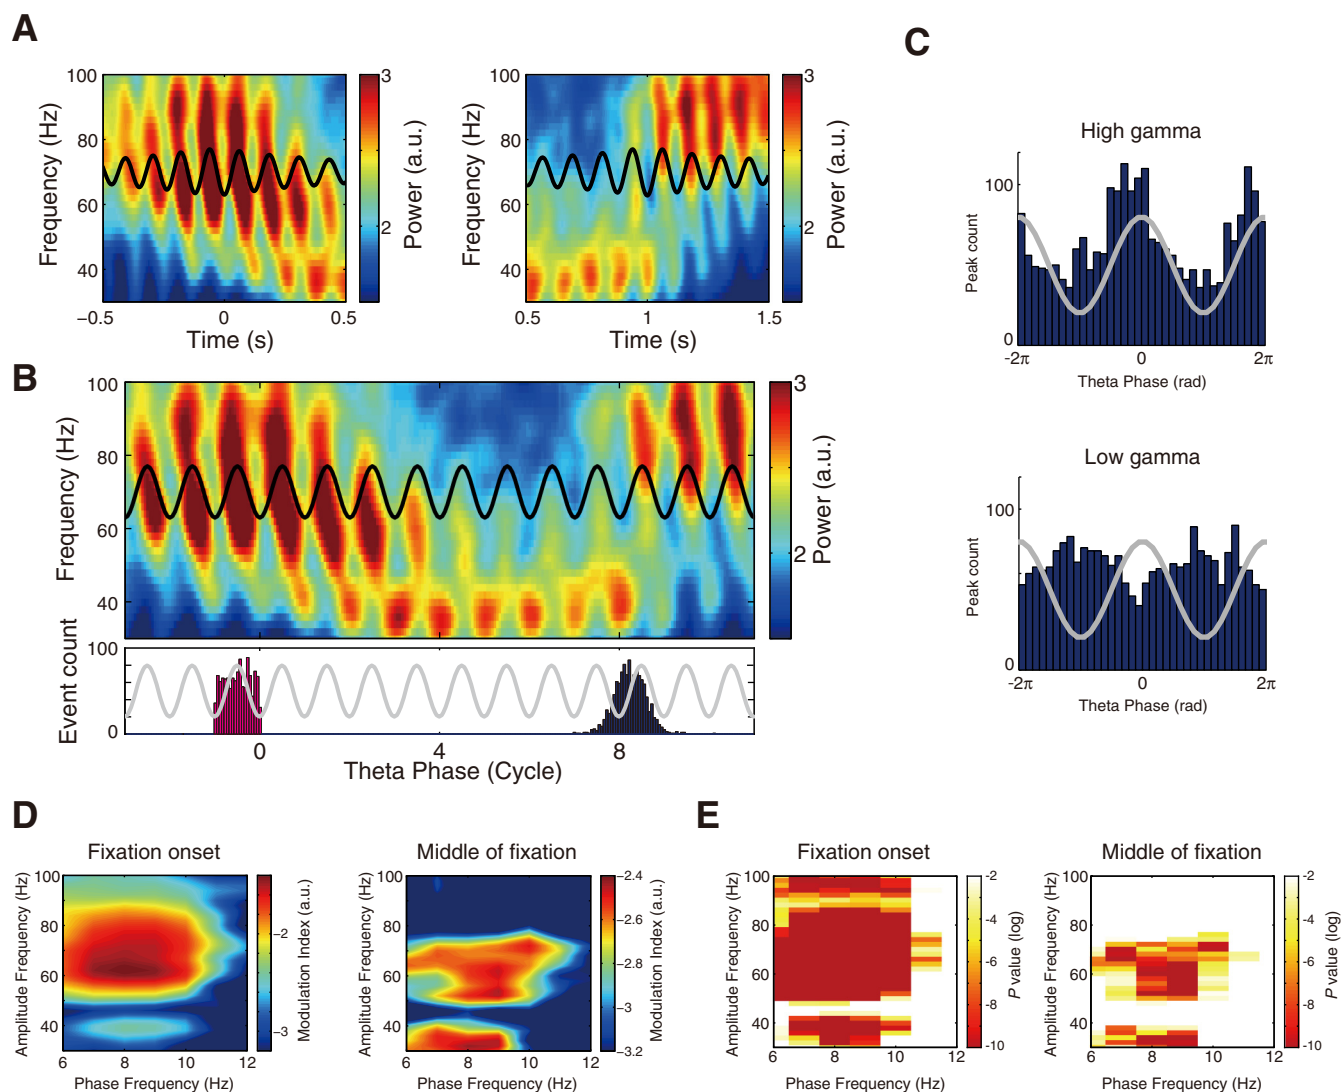 A
Frequency (Hz)
100
80
60
40
−0.5
0
0.5
Time (s)
3
2
Power (a.u.)
Frequency (Hz)
100
80
60
40
0.5
1
1.5
Time (s)
3
2
Power (a.u.)
B
Frequency (Hz)
100
80
60
40
3
2
Power (a.u.)
Event count
100
0
0
4
8
Theta Phase (Cycle)
C
High gamma
Peak count
100
0
-2π
0
2π
Theta Phase (rad)
Low gamma
Peak count
100
0
-2π
0
2π
Theta Phase (rad)
D
Fixation onset
Amplitude Frequency (Hz)
100
80
60
40
6
8
10
12
Phase Frequency (Hz)
−2
−3
Modulation Index (a.u.)
Middle of fixation
Amplitude Frequency (Hz)
100
80
60
40
6
8
10
12
Phase Frequency (Hz)
−2.4
−2.6
−2.8
−3
−3.2
Modulation Index (a.u.)
E
Fixation onset
Amplitude Frequency (Hz)
100
80
60
40
6
8
10
12
Phase Frequency (Hz)
-2
-4
-6
-8
-10
P value (log)
Middle of fixation
Amplitude Frequency (Hz)
100
80
60
40
6
8
10
12
Phase Frequency (Hz)
-2
-4
-6
-8
-10
P value (log)